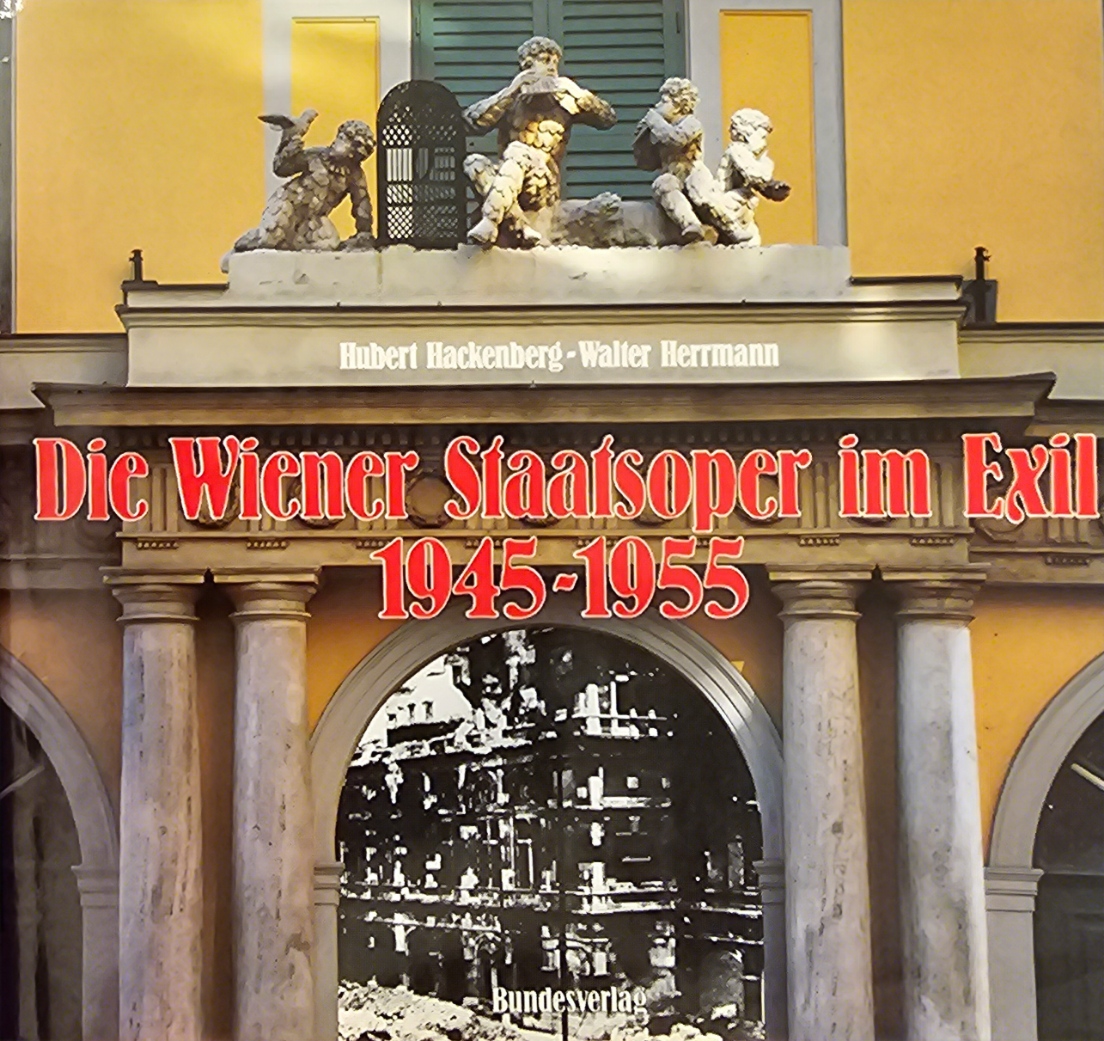 Hubert Hackenberg - Walter Herrmann
Die Wiener Staatsoper im Exil
1945-1955
Bundesverlag